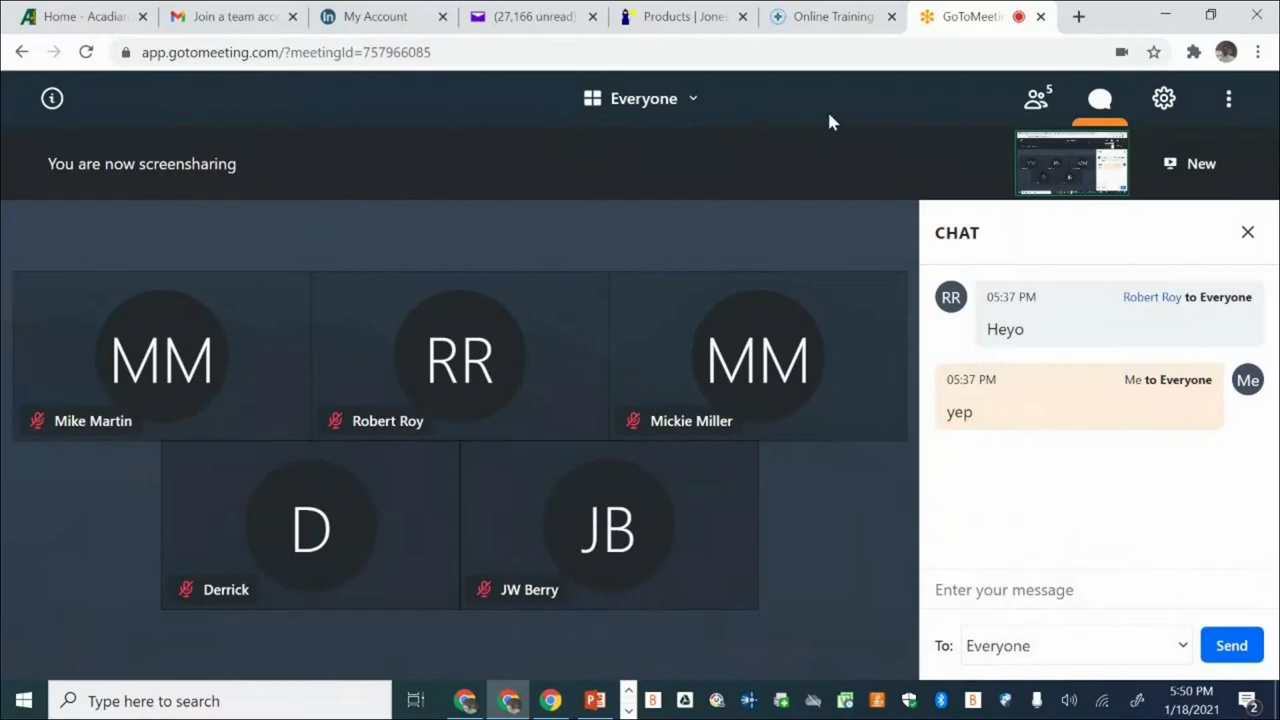 Home - Acadian
Join a team acc
My Account
(27,166 unread)
Products | Jones
Online Training
GoToMeeti
app.gotomeeting.com/?meetingId=757966085
Everyone
5
You are now screensharing
New
CHAT
RR
05:37 PM
Robert Roy to Everyone
Heyo
05:37 PM
Me to Everyone
Me
yep
MM
Mike Martin
RR
Robert Roy
MM
Mickie Miller
D
Derrick
JB
JW Berry
Enter your message
To:
Everyone
Send
Type here to search
5:50 PM
1/18/2021
2